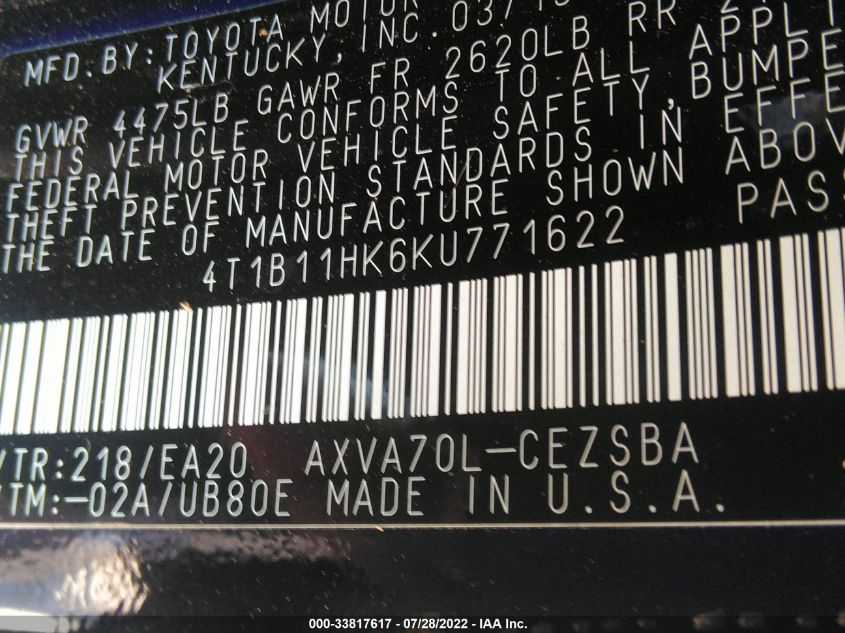 MFD.BY:TOYOTA MOTOR
KENTUCKY, INC.
GVWR 4475LB GAWR FR 2620LB RR
THIS VEHICLE CONFORMS TO ALL
FEDERAL MOTOR VEHICLE SAFETY, BUMPE
THEFT PREVENTION STANDARDS IN EFFE
THE DATE OF MANUFACTURE SHOWN ABOV
4T1B11HK6KU771622 PASS
/TR:218/EA20 AXVA70L-CEZSBA
/TM:-02A/UB80E MADE IN U.S.A.
000-33817617 - 07/28/2022 - IAA Inc.